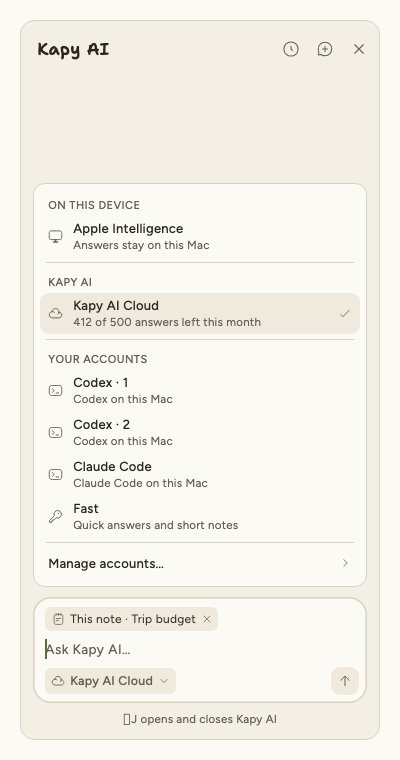 Kapy AI
ON THIS DEVICE
Apple Intelligence
Answers stay on this Mac
KAPY AI
Kapy AI Cloud
412 of 500 answers left this month
YOUR ACCOUNTS
Codex · 1
Codex on this Mac
Codex · 2
Codex on this Mac
Claude Code
Claude Code on this Mac
Fast
Quick answers and short notes
Manage accounts...
This note · Trip budget
Ask Kapy AI...
Kapy AI Cloud
▯J opens and closes Kapy AI